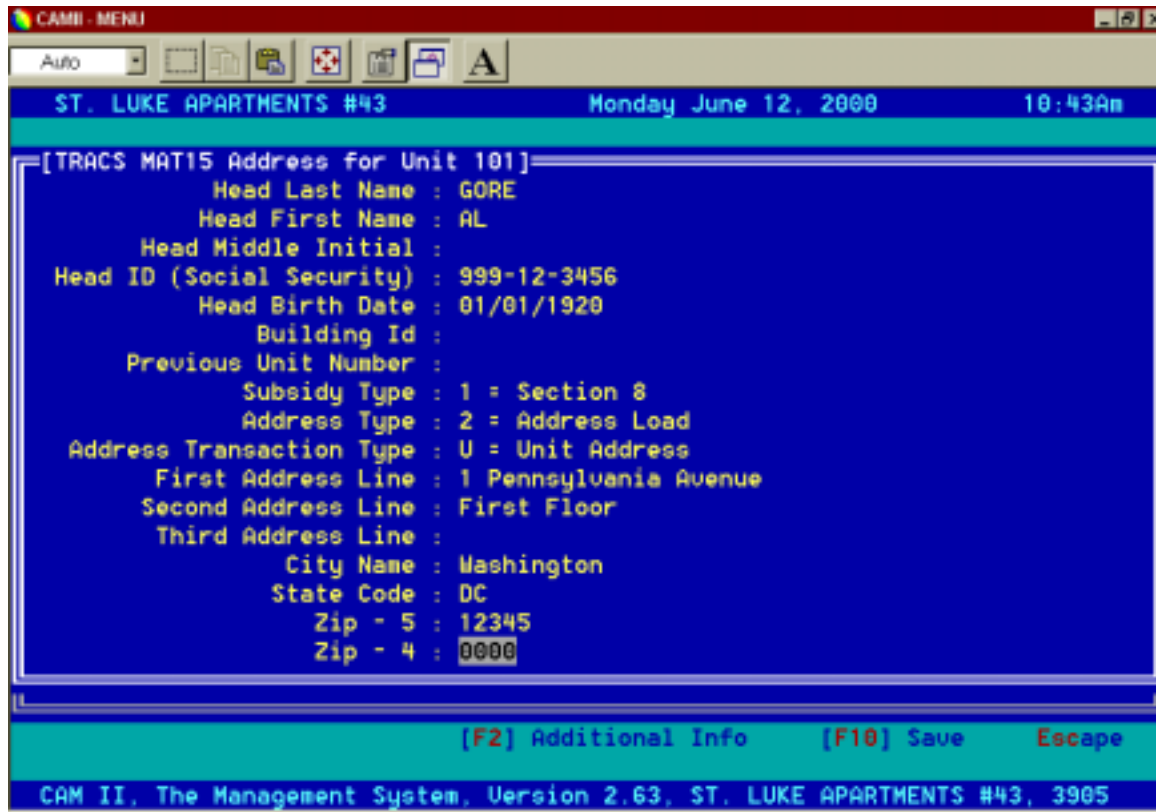 CAMII - MENU
Auto A
ST. LUKE APARTMENTS #43 Monday June 12, 2000 10:43Am
[TRACS MAT15 Address for Unit 101]
Head Last Name : GORE
Head First Name : AL
Head Middle Initial :
Head ID (Social Security) : 999-12-3456
Head Birth Date : 01/01/1920
Building Id :
Previous Unit Number :
Subsidy Type : 1 = Section 8
Address Type : 2 = Address Load
Address Transaction Type : U = Unit Address
First Address Line : 1 Pennsylvania Avenue
Second Address Line : First Floor
Third Address Line :
City Name : Washington
State Code : DC
Zip - 5 : 12345
Zip - 4 : 0000
[F2] Additional Info [F10] Save Escape
CAM II, The Management System, Version 2.63, ST. LUKE APARTMENTS #43, 3905